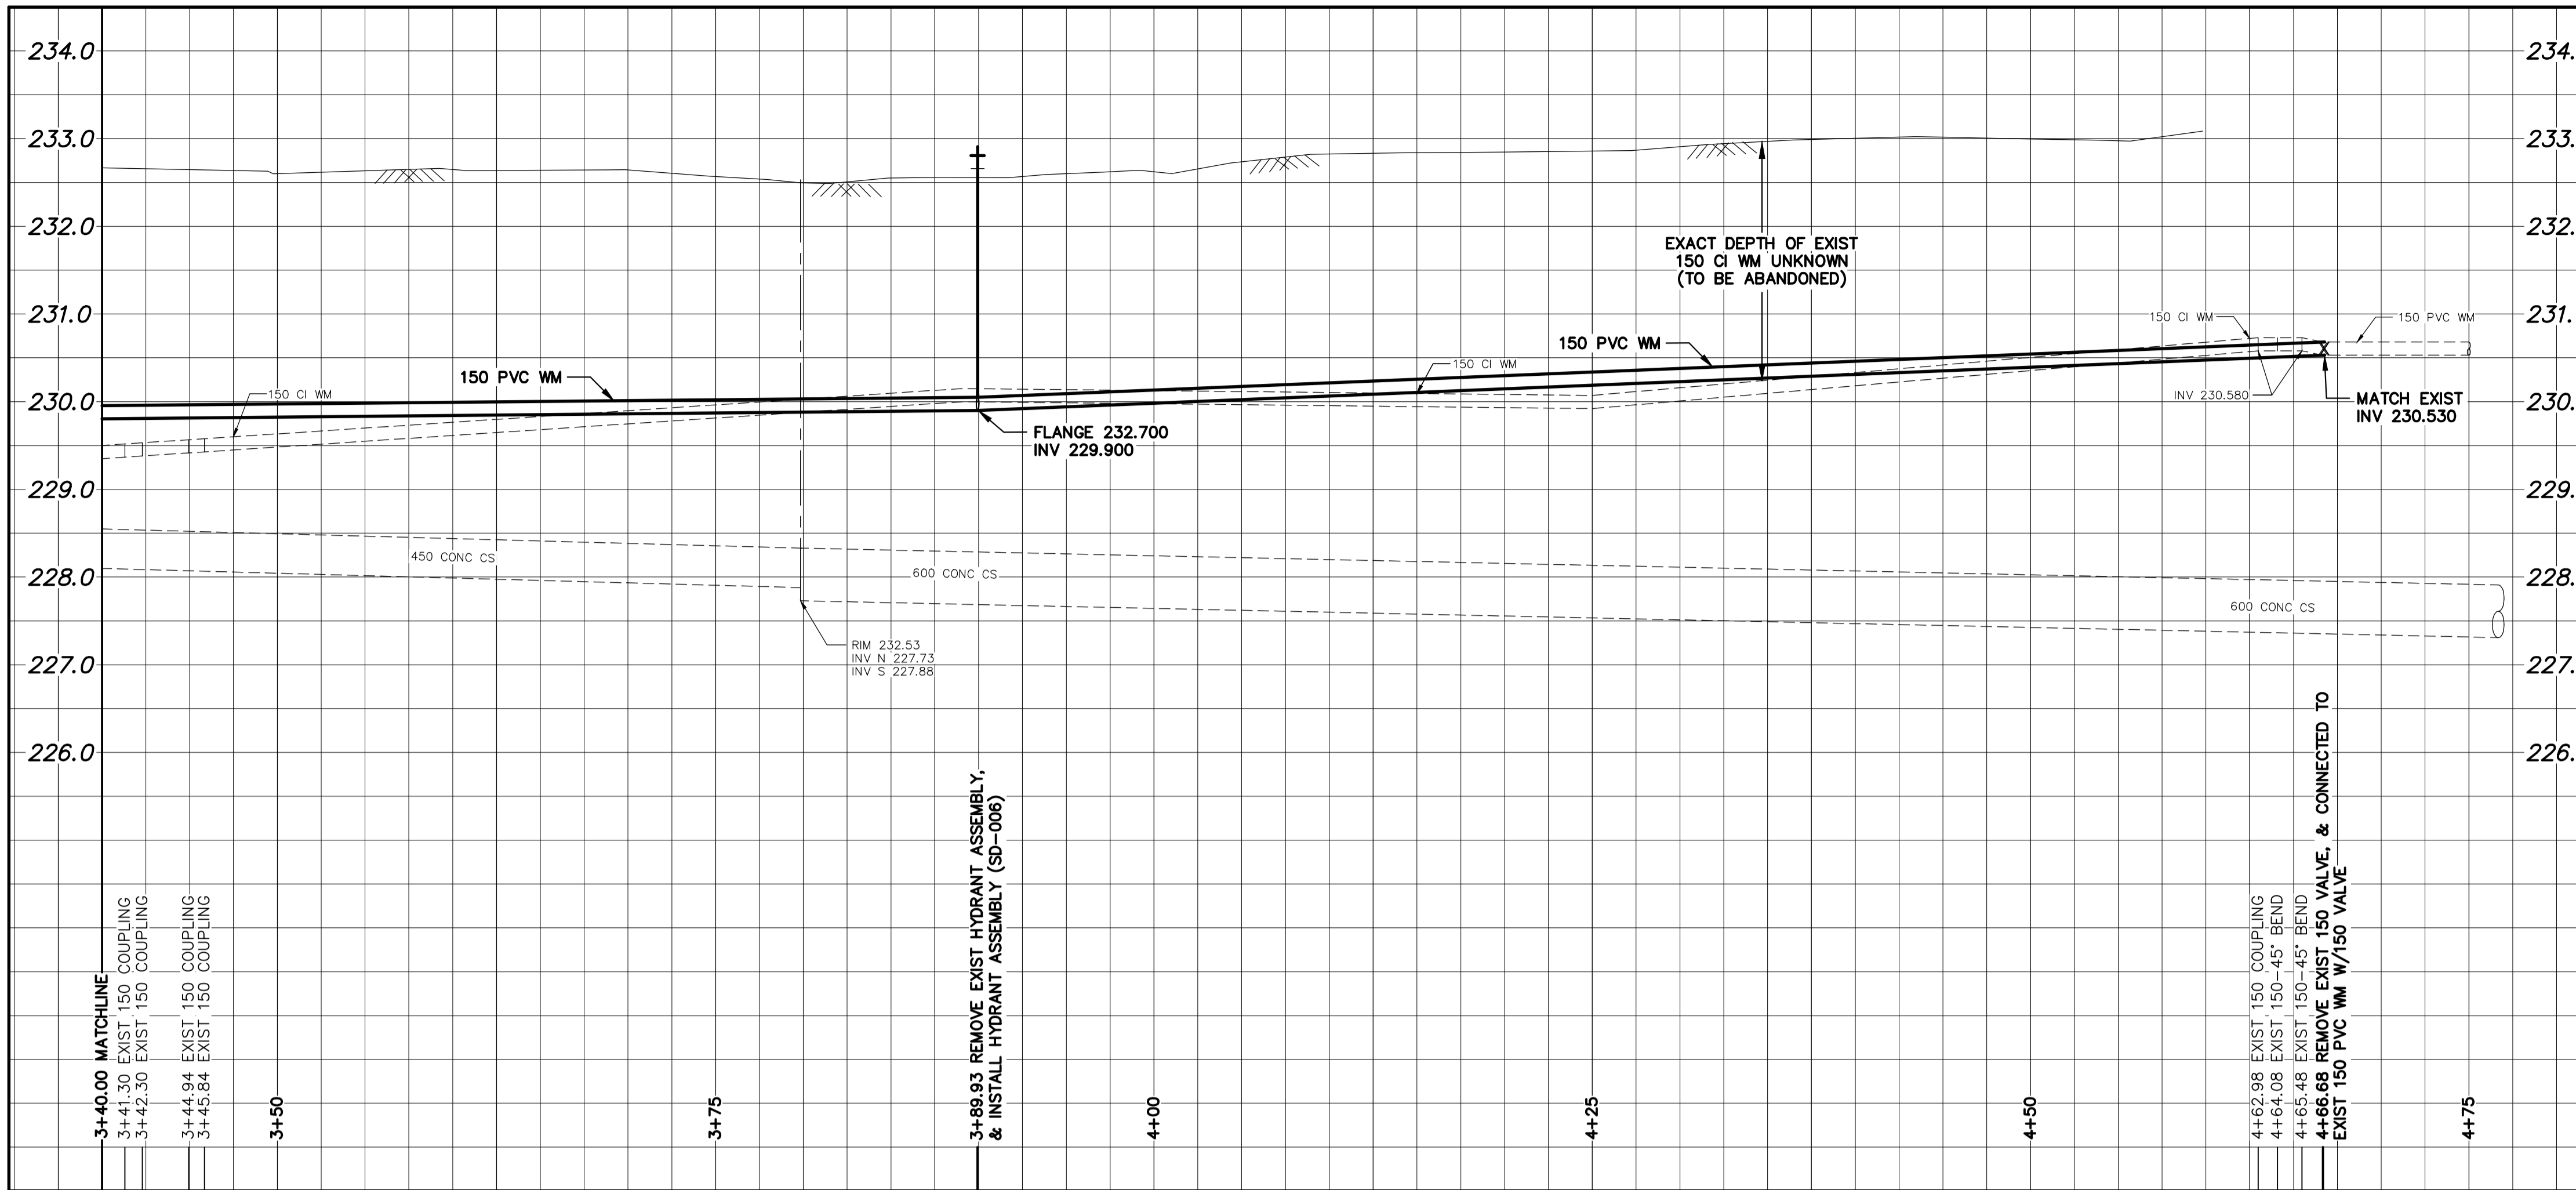 234.0
234.
233.0
233.
232.0
232.
EXACT DEPTH OF EXIST
150 CI WM UNKNOWN
(TO BE ABANDONED)
231.0
231.
150 CI WM
150 PVC WM
150 PVC WM
150 PVC WM
150 CI WM
150 CI WM
INV 230.580
MATCH EXIST
INV 230.530
230.0
230.
FLANGE 232.700
INV 229.900
229.0
229.
450 CONC CS
600 CONC CS
228.0
228.
600 CONC CS
RIM 232.53
INV N 227.73
INV S 227.88
227.0
227.
226.0
226.
3+40.00 MATCHLINE
3+41.30 EXIST 150 COUPLING
3+42.30 EXIST 150 COUPLING
3+44.94 EXIST 150 COUPLING
3+45.84 EXIST 150 COUPLING
3+50
3+75
3+89.93 REMOVE EXIST HYDRANT ASSEMBLY,
& INSTALL HYDRANT ASSEMBLY (SD-006)
4+00
4+25
4+50
4+62.98 EXIST 150 COUPLING
4+64.08 EXIST 150-45° BEND
4+65.48 EXIST 150-45° BEND
4+66.68 REMOVE EXIST 150 VALVE, & CONNECTED TO
EXIST 150 PVC WM W/150 VALVE
4+75